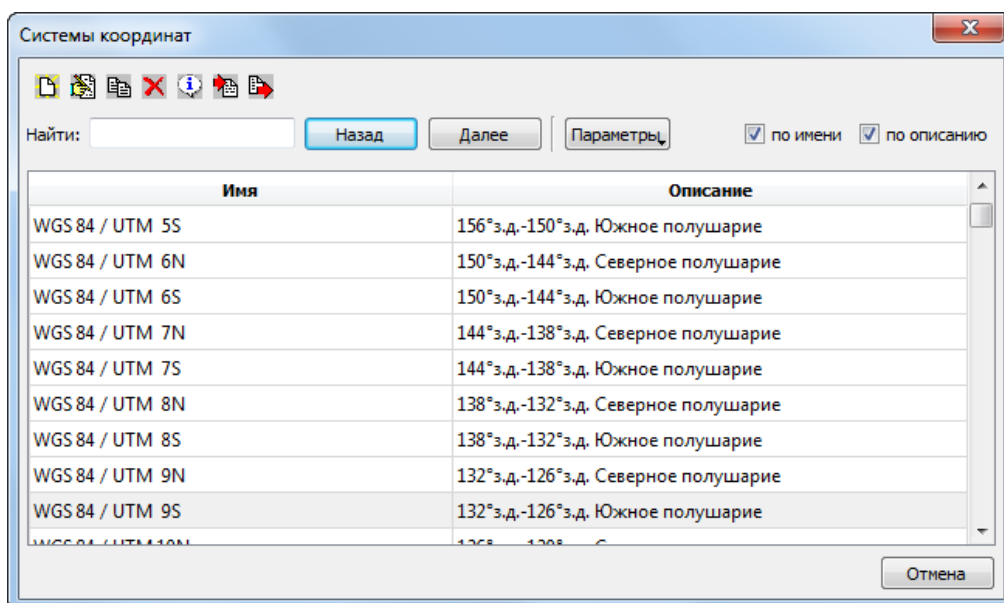 Системы координат
Найти: Назад Далее Параметры по имени по описанию
Имя Описание
WGS 84 / UTM 5S 156°з.д.-150°з.д. Южное полушарие
WGS 84 / UTM 6N 150°з.д.-144°з.д. Северное полушарие
WGS 84 / UTM 6S 150°з.д.-144°з.д. Южное полушарие
WGS 84 / UTM 7N 144°з.д.-138°з.д. Северное полушарие
WGS 84 / UTM 7S 144°з.д.-138°з.д. Южное полушарие
WGS 84 / UTM 8N 138°з.д.-132°з.д. Северное полушарие
WGS 84 / UTM 8S 138°з.д.-132°з.д. Южное полушарие
WGS 84 / UTM 9N 132°з.д.-126°з.д. Северное полушарие
WGS 84 / UTM 9S 132°з.д.-126°з.д. Южное полушарие
WGS 84 / UTM 10N
Отмена